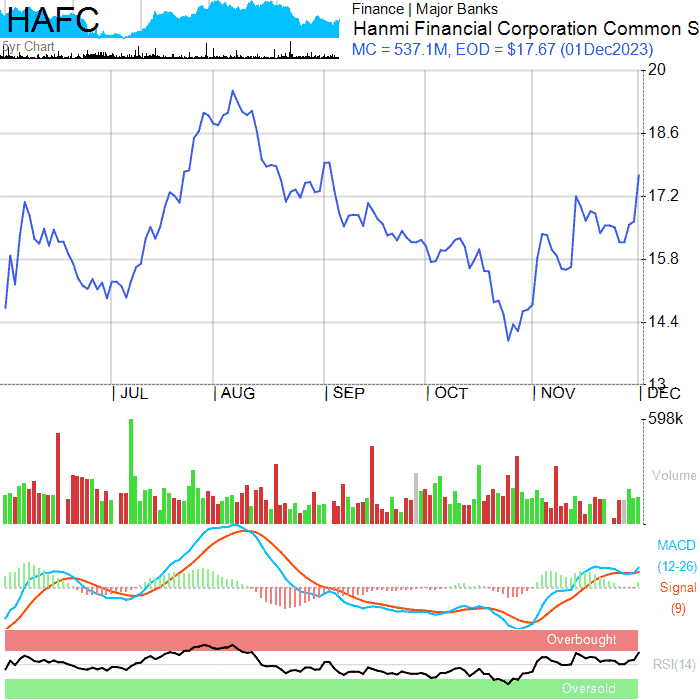 HAFC
5yr Chart
Finance | Major Banks
Hanmi Financial Corporation Common S
MC = 537.1M, EOD = $17.67 (01Dec2023)
20
18.6
17.2
15.8
14.4
13
JUL
AUG
SEP
OCT
NOV
DEC
598k
Volume
MACD
(12-26)
Signal
(9)
Overbought
RSI(14)
Oversold